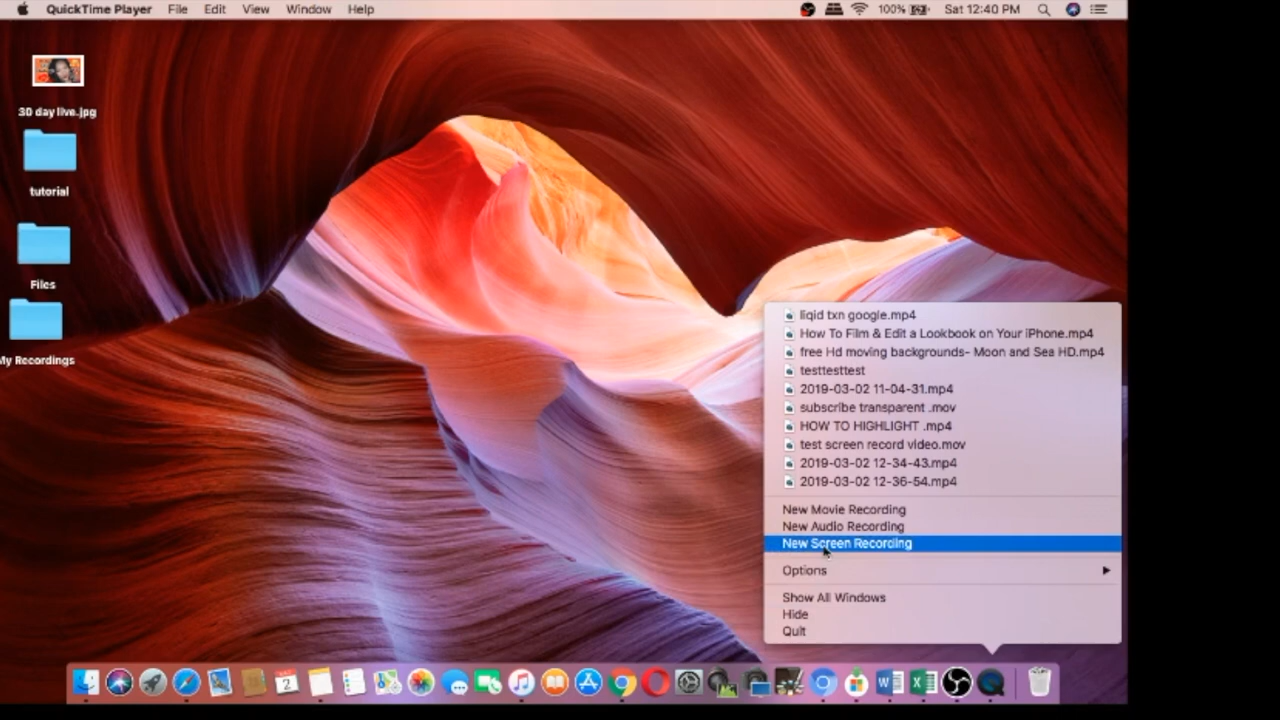 QuickTime Player File Edit View Window Help 100% Sat 12:40 PM
30 day live.jpg
tutorial
Files
My Recordings
liqid txn google.mp4
How To Film & Edit a Lookbook on Your iPhone.mp4
free Hd moving backgrounds- Moon and Sea HD.mp4
testtesttest
2019-03-02 11-04-31.mp4
subscribe transparent .mov
HOW TO HIGHLIGHT .mp4
test screen record video.mov
2019-03-02 12-34-43.mp4
2019-03-02 12-36-54.mp4
New Movie Recording
New Audio Recording
New Screen Recording
Options
Show All Windows
Hide
Quit
2
W X